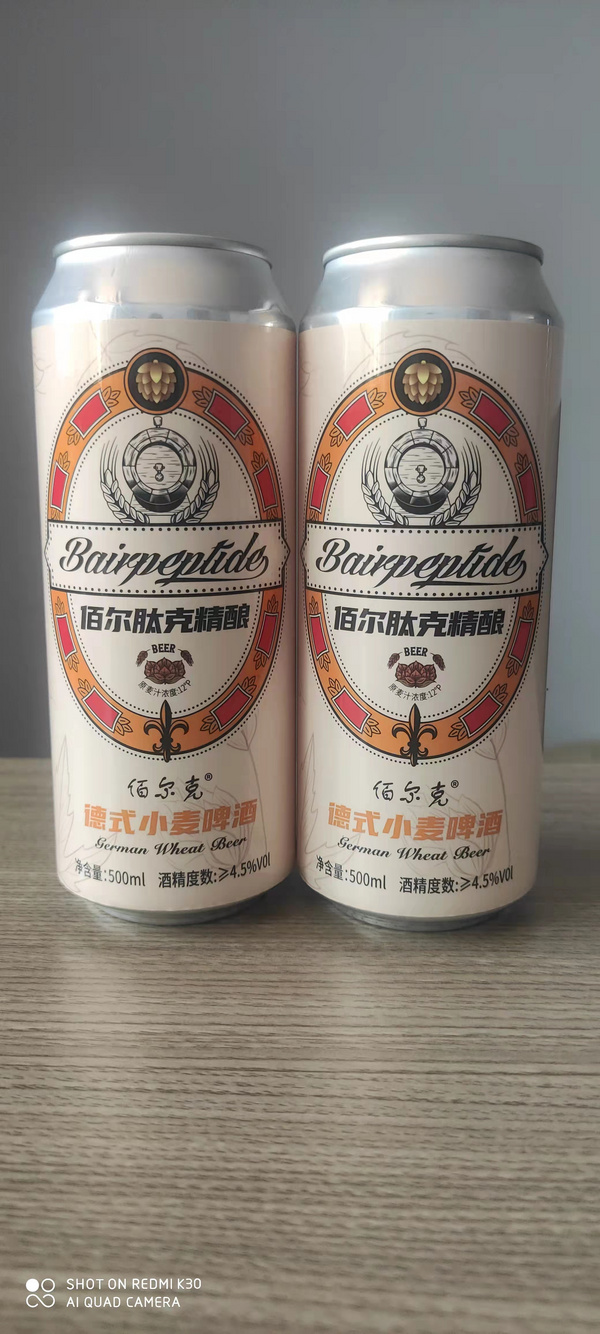 Bairpeptide
佰尔肽克精酿
BEER
原麦汁浓度:12°P
佰尔克®
德式小麦啤酒
German Wheat Beer
净含量:500ml 酒精度数:≥4.5%VOl
Bairpeptide
佰尔肽克精酿
BEER
原麦汁浓度:12°P
佰尔克®
德式小麦啤酒
German Wheat Beer
净含量:500ml 酒精度数:≥4.5%VOl
SHOT ON REDMI K30
AI QUAD CAMERA